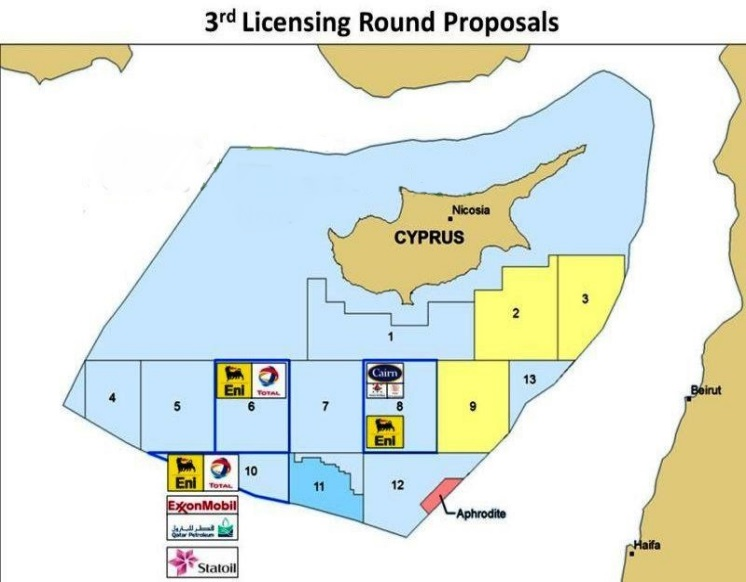 3rd Licensing Round Proposals
Nicosia
CYPRUS
3
2
1
13
Cairn
Eni
TOTAL
4
5
6
7
8
9
Eni
Beirut
Eni
TOTAL
10
11
12
ExxonMobil
Qatar Petroleum
Aphrodite
Statoil
Haifa